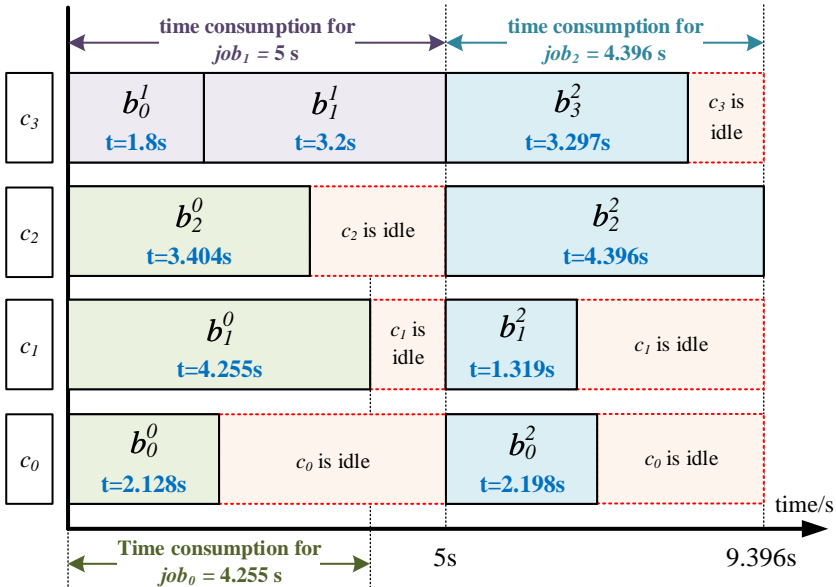 time consumption for
job₁ = 5 s
time consumption for
job₂ = 4.396 s
c₃
b₀¹
t=1.8s
b₁¹
t=3.2s
b₃²
t=3.297s
c₃ is
idle
c₂
b₂⁰
t=3.404s
c₂ is idle
b₂²
t=4.396s
c₁
b₁⁰
t=4.255s
c₁ is
idle
b₁²
t=1.319s
c₁ is idle
c₀
b₀⁰
t=2.128s
c₀ is idle
b₀²
t=2.198s
c₀ is idle
time/s
Time consumption for
job₀ = 4.255 s
5s
9.396s